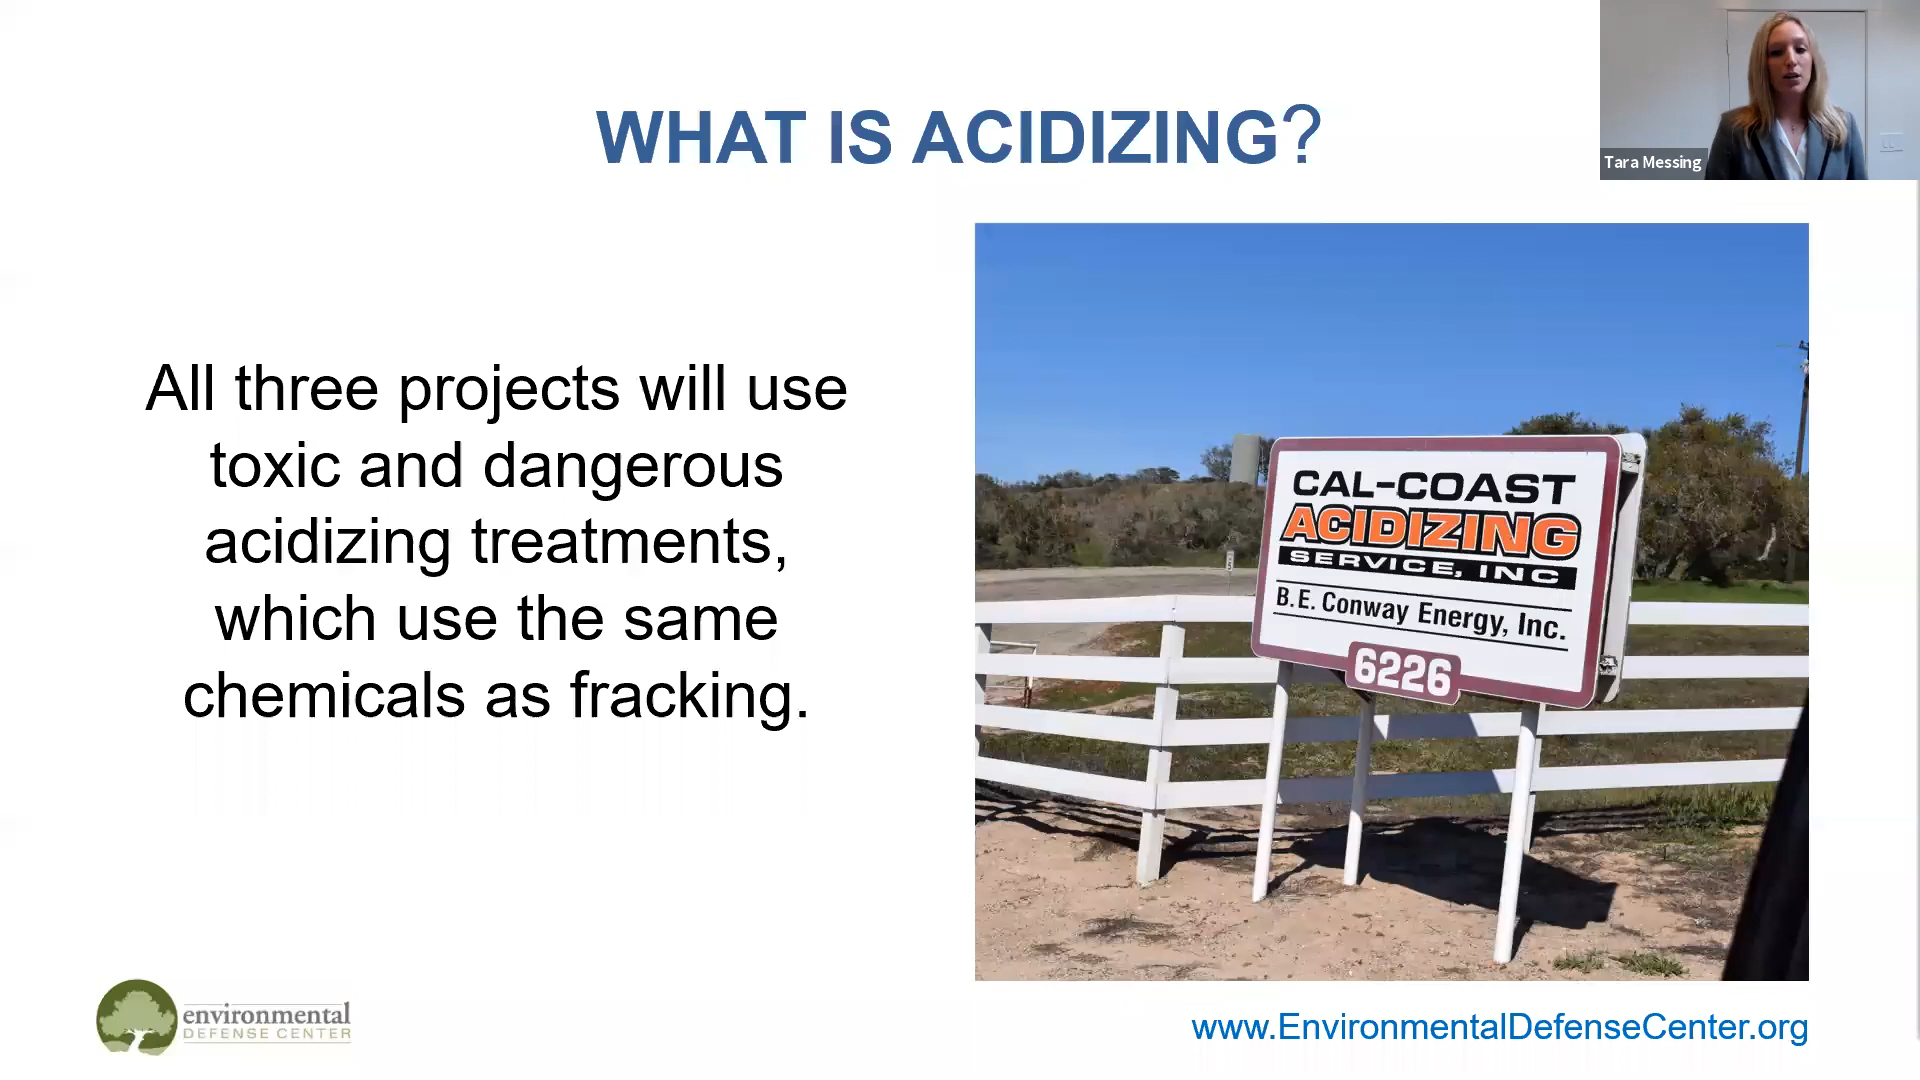 WHAT IS ACIDIZING?
Tara Messing
All three projects will use
toxic and dangerous
acidizing treatments,
which use the same
chemicals as fracking.
CAL-COAST
ACIDIZING
SERVICE, INC
B.E. Conway Energy, Inc.
6226
environmental
DEFENSE CENTER
www.EnvironmentalDefenseCenter.org